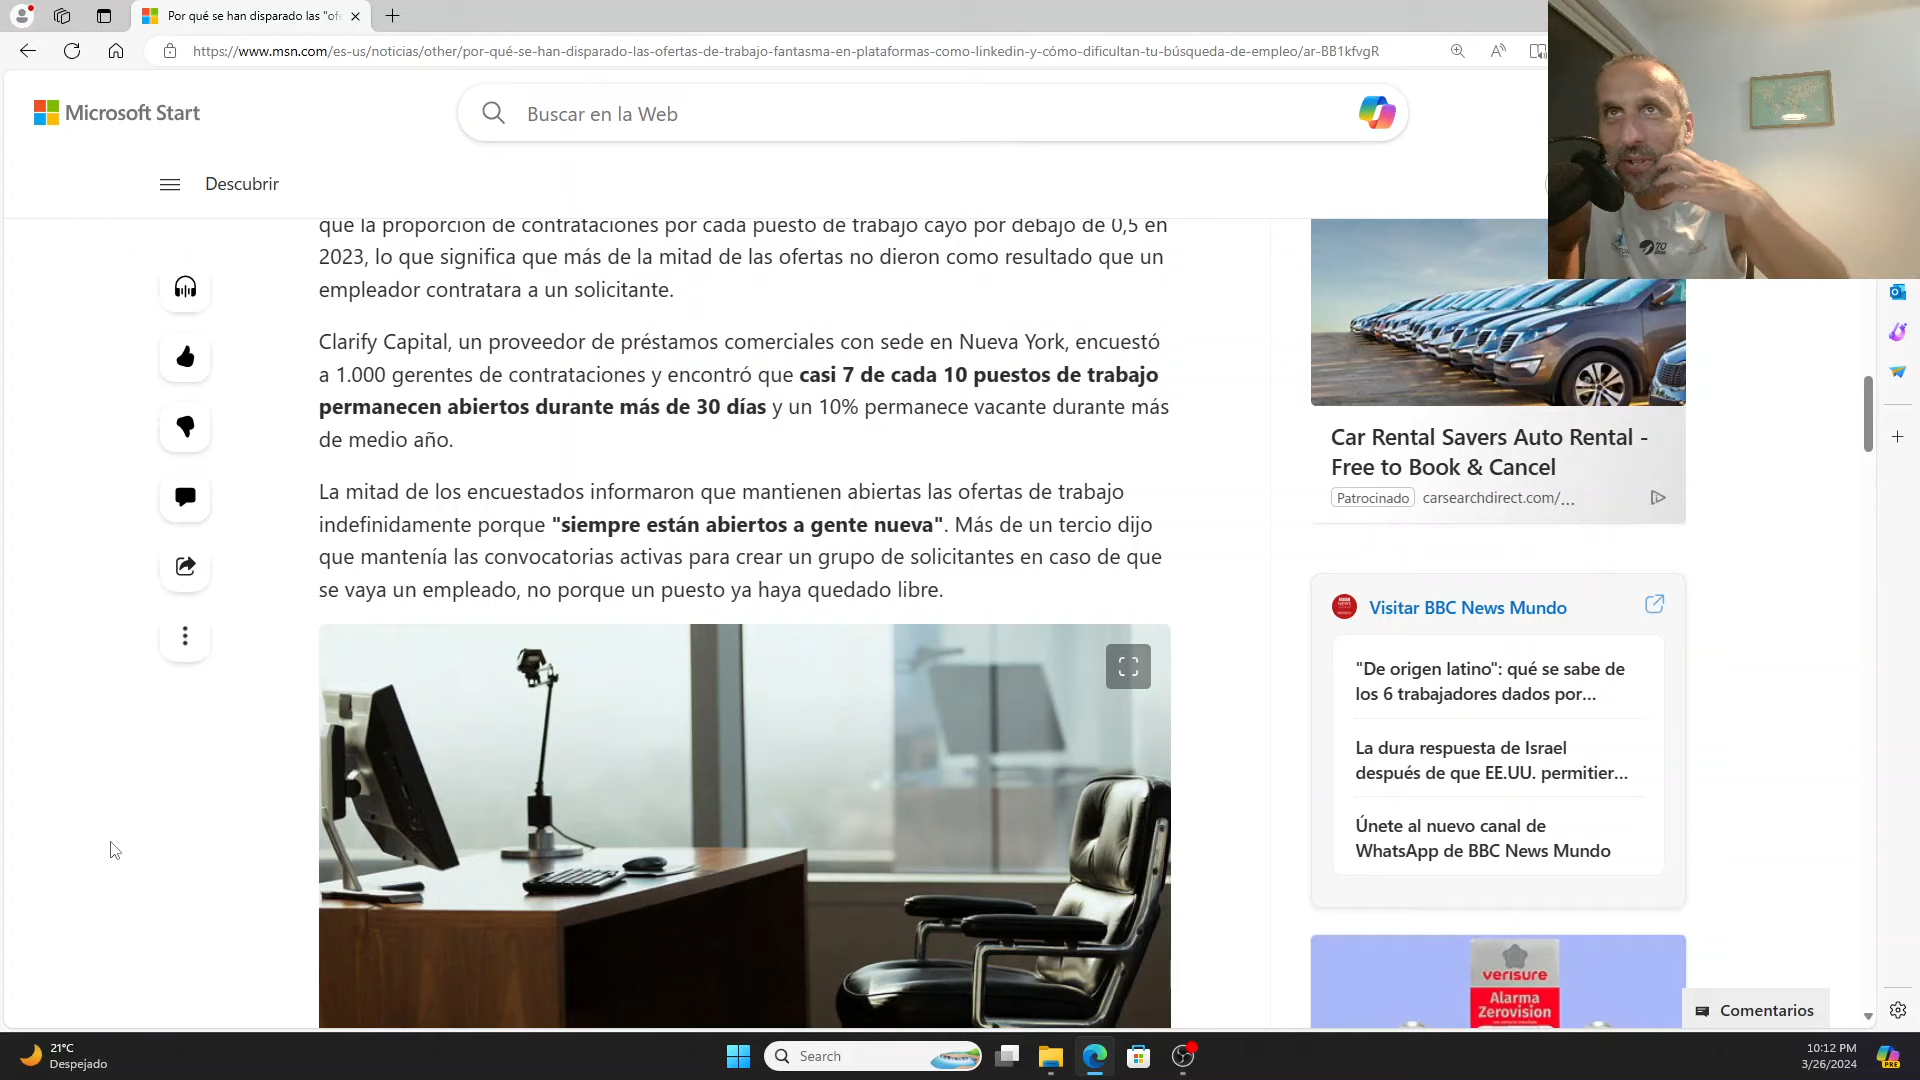 Por qué se han disparado las "ofe
https://www.msn.com/es-us/noticias/other/por-qué-se-han-disparado-las-ofertas-de-trabajo-fantasma-en-plataformas-como-linkedin-y-cómo-dificultan-tu-búsqueda-de-empleo/ar-BB1kfvgR
Microsoft Start
Buscar en la Web
Descubrir
que la proporción de contrataciones por cada puesto de trabajo cayó por debajo de 0,5 en
2023, lo que significa que más de la mitad de las ofertas no dieron como resultado que un
empleador contratara a un solicitante.
Clarify Capital, un proveedor de préstamos comerciales con sede en Nueva York, encuestó
a 1.000 gerentes de contrataciones y encontró que casi 7 de cada 10 puestos de trabajo
permanecen abiertos durante más de 30 días y un 10% permanece vacante durante más
de medio año.
La mitad de los encuestados informaron que mantienen abiertas las ofertas de trabajo
indefinidamente porque "siempre están abiertos a gente nueva". Más de un tercio dijo
que mantenía las convocatorias activas para crear un grupo de solicitantes en caso de que
se vaya un empleado, no porque un puesto ya haya quedado libre.
Car Rental Savers Auto Rental -
Free to Book & Cancel
Patrocinado carsearchdirect.com/...
Visitar BBC News Mundo
"De origen latino": qué se sabe de
los 6 trabajadores dados por...
La dura respuesta de Israel
después de que EE.UU. permitier...
Únete al nuevo canal de
WhatsApp de BBC News Mundo
verisure
Alarma
Zerovision
Comentarios
21°C
Despejado
Search
10:12 PM
3/26/2024